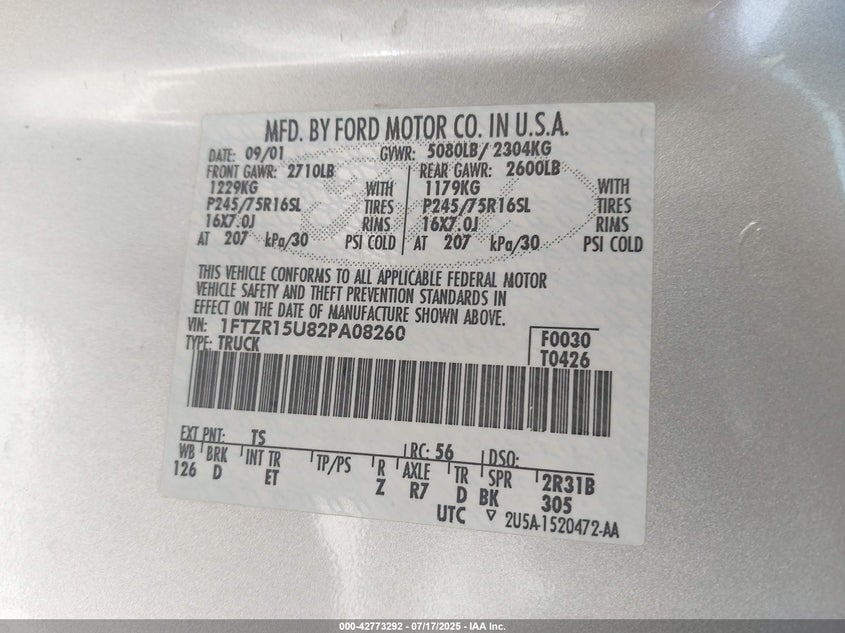 MFD. BY FORD MOTOR CO. IN U.S.A.
DATE: 09/01 GVWR: 5080LB/ 2304KG
FRONT GAWR: 2710LB REAR GAWR: 2600LB
1229KG WITH 1179KG WITH
P245/75R16SL TIRES P245/75R16SL TIRES
16X7.0J RIMS 16X7.0J RIMS
AT 207 kPa/30 PSI COLD AT 207 kPa/30 PSI COLD
THIS VEHICLE CONFORMS TO ALL APPLICABLE FEDERAL MOTOR
VEHICLE SAFETY AND THEFT PREVENTION STANDARDS IN
EFFECT ON THE DATE OF MANUFACTURE SHOWN ABOVE.
VIN: 1FTZR15U82PA08260 F0030
TYPE: TRUCK T0426
EXT PNT: TS RC: 56 DSO:
WB BRK INT TR TP/PS R AXLE TR SPR 2R31B
126 D ET Z R7 D BK 305
UTC ▽ 2U5A-1520472-AA
000-42773292 - 07/17/2025 - IAA Inc.